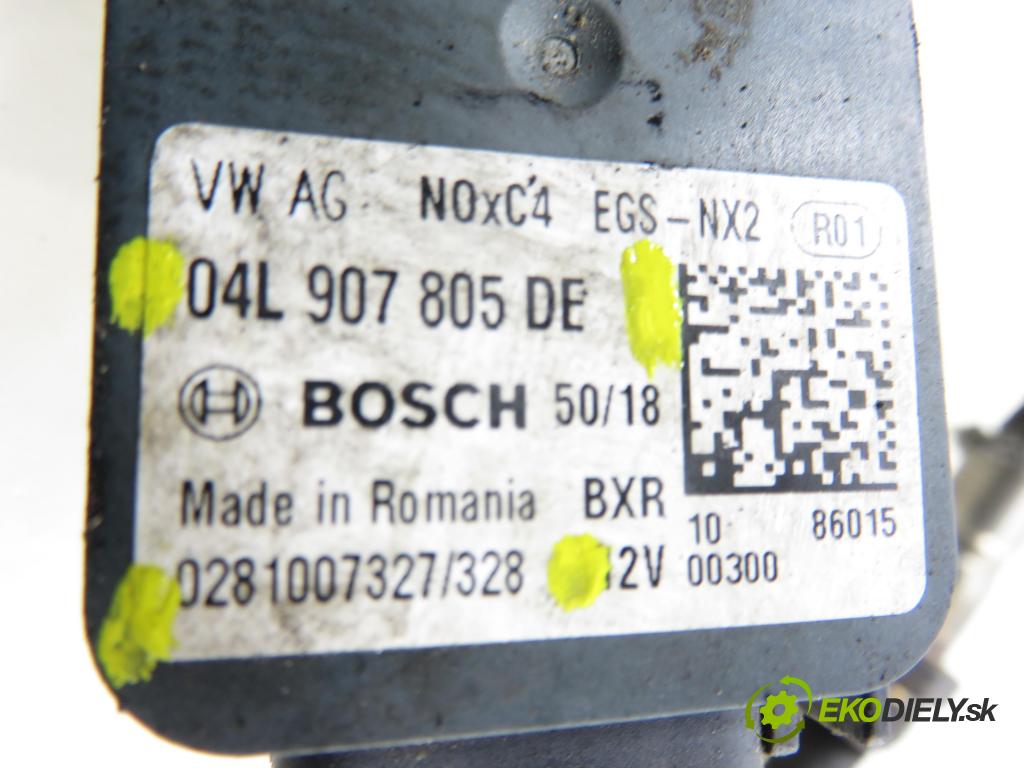 VW AG NOxC4 EGS-NX2 R01
04L 907 805 DE
BOSCH 50/18
Made in Romania BXR
10 86015
0281007327/328 12V 00300
EKODIELY.sk